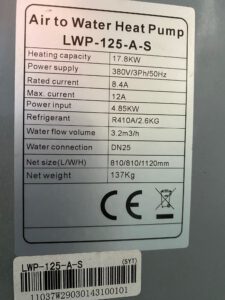 Air to Water Heat Pump
LWP-125-A-S
Heating capacity 17.8KW
Power supply 380V/3Ph/50Hz
Rated current 8.4A
Max. current 12A
Power input 4.85KW
Refrigerant R410A/2.6KG
Water flow volume 3.2m3/h
Water connection DN25
Net size(L/W/H) 810/810/1120mm
Net weight 137Kg
CE
LWP-125-A-S (SYT)
11037W29030143100101